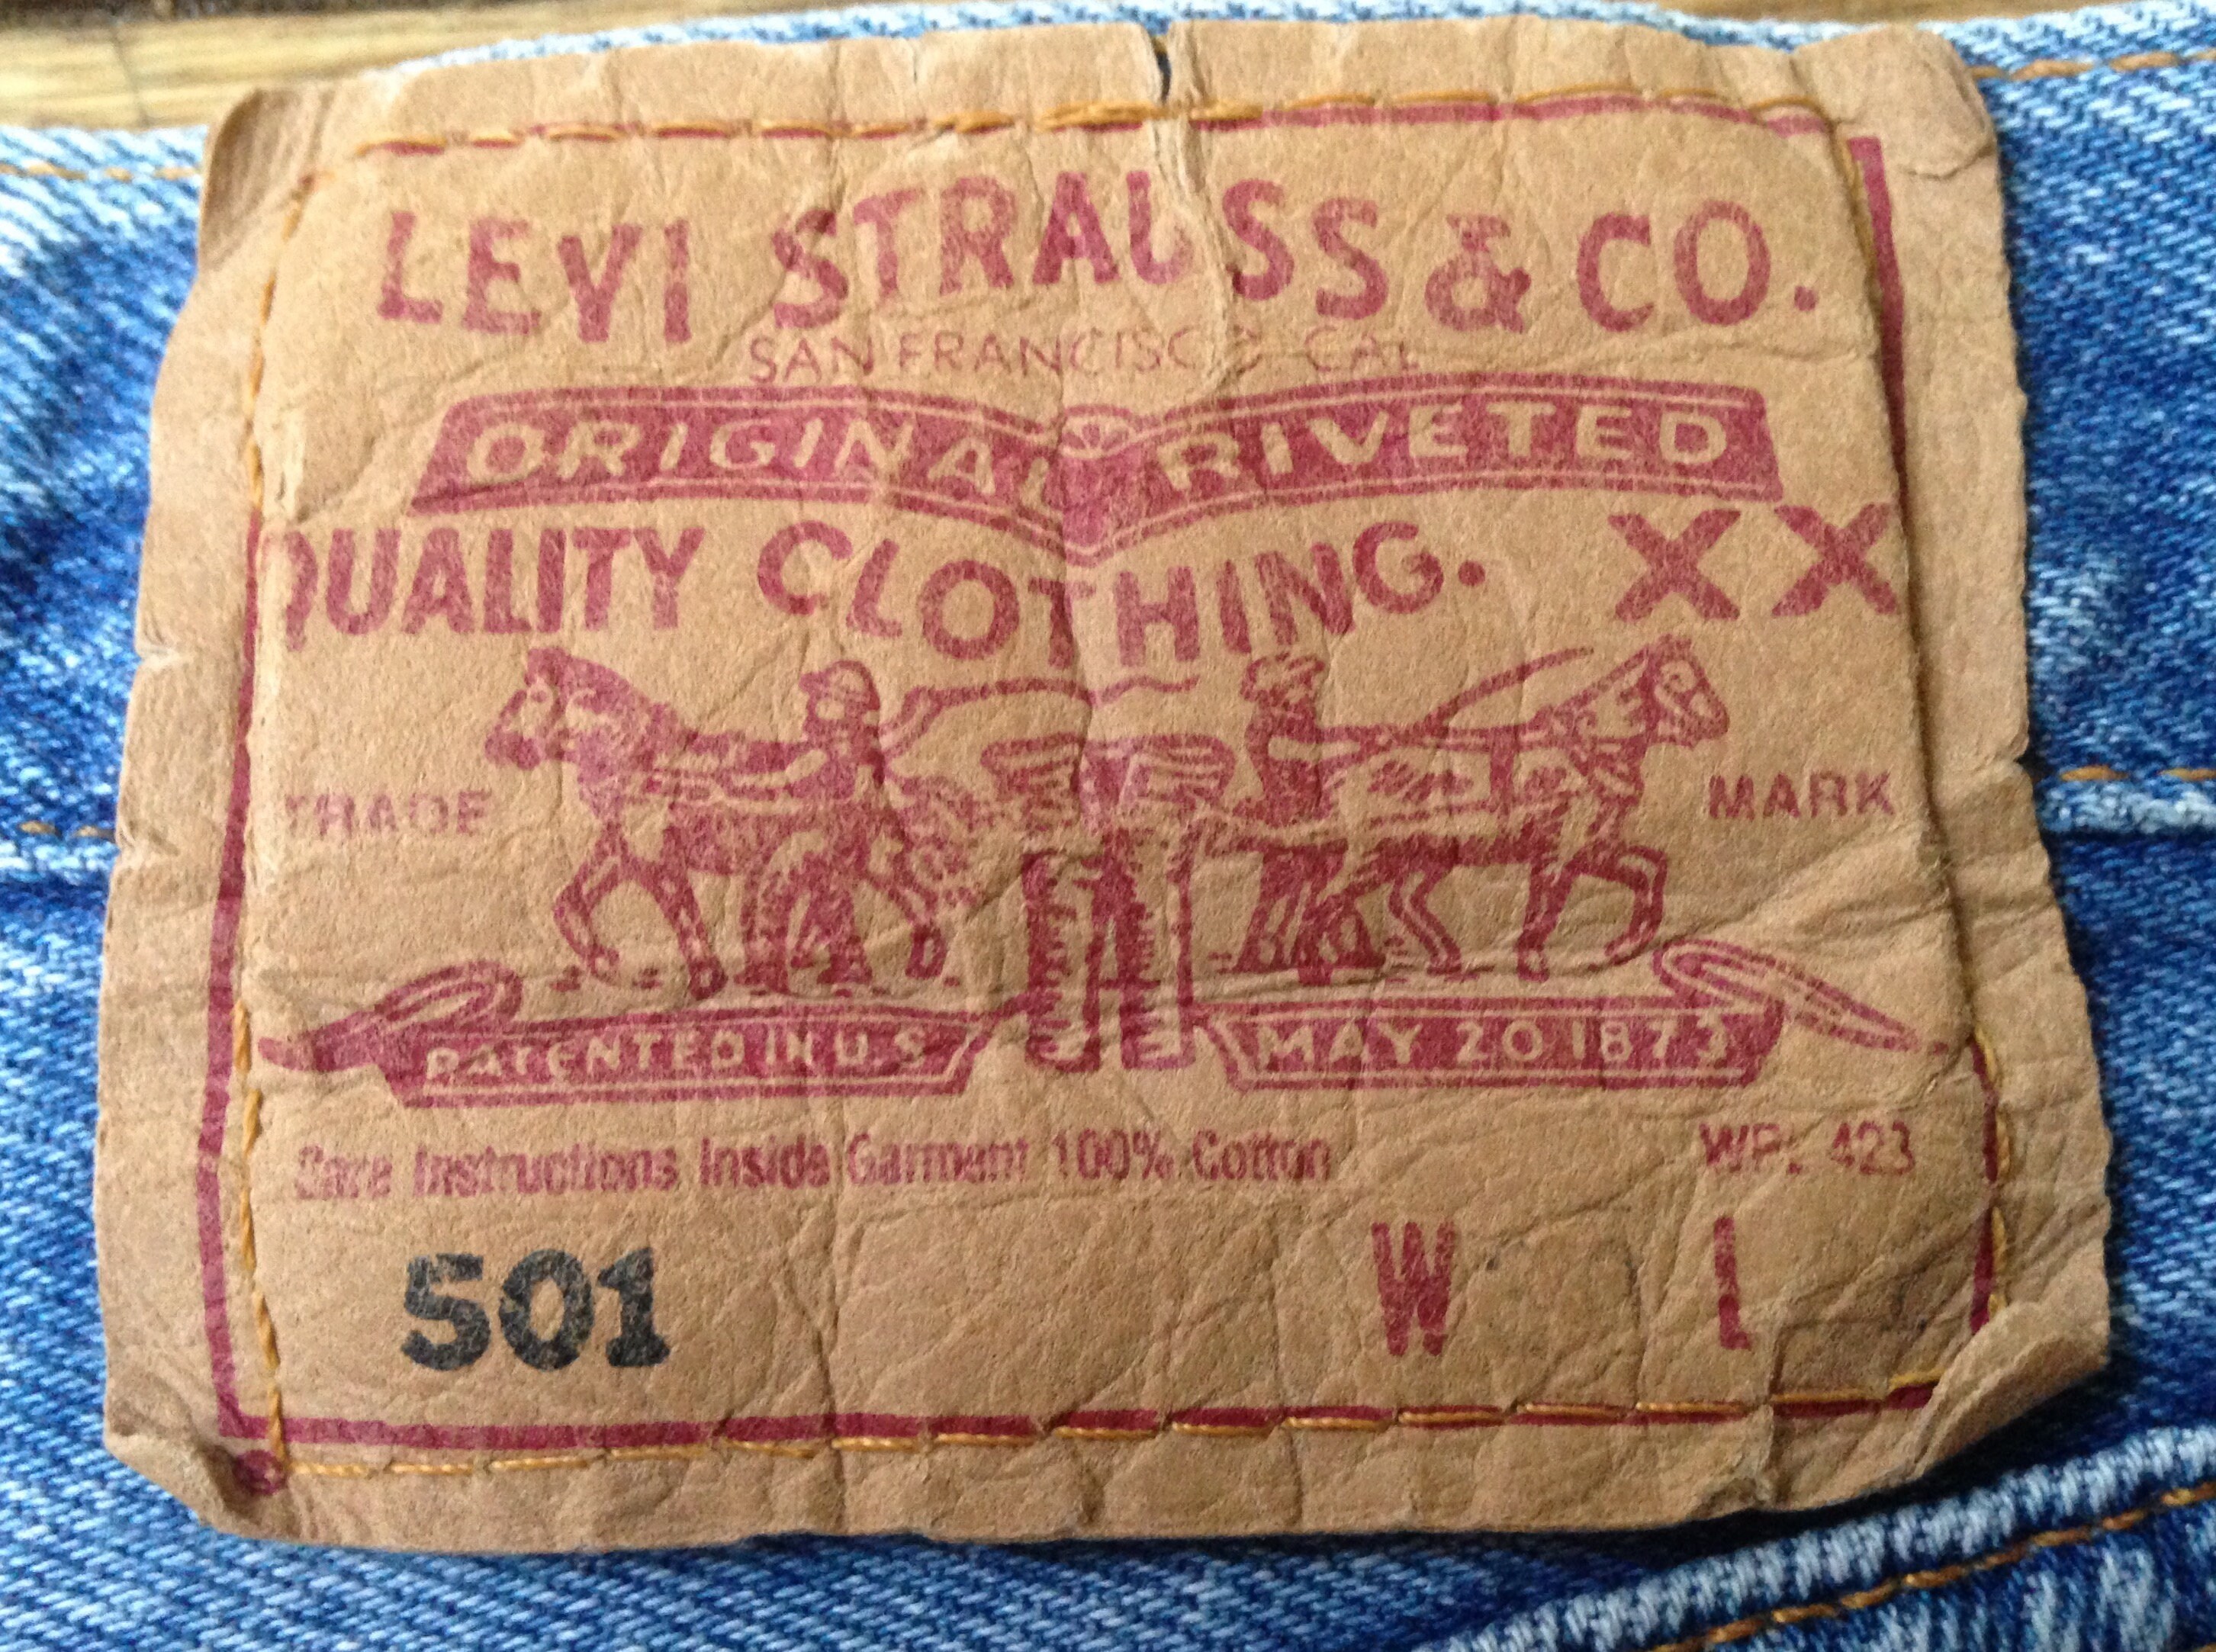 LEVI STRAUSS & CO.
SAN FRANCISCO CAL
ORIGINAL RIVETED
QUALITY CLOTHING. XX
TRADE MARK
PATENTED IN U.S MAY 20 1873
Care Instructions Inside Garment 100% Cotton WPL 423
501 W L